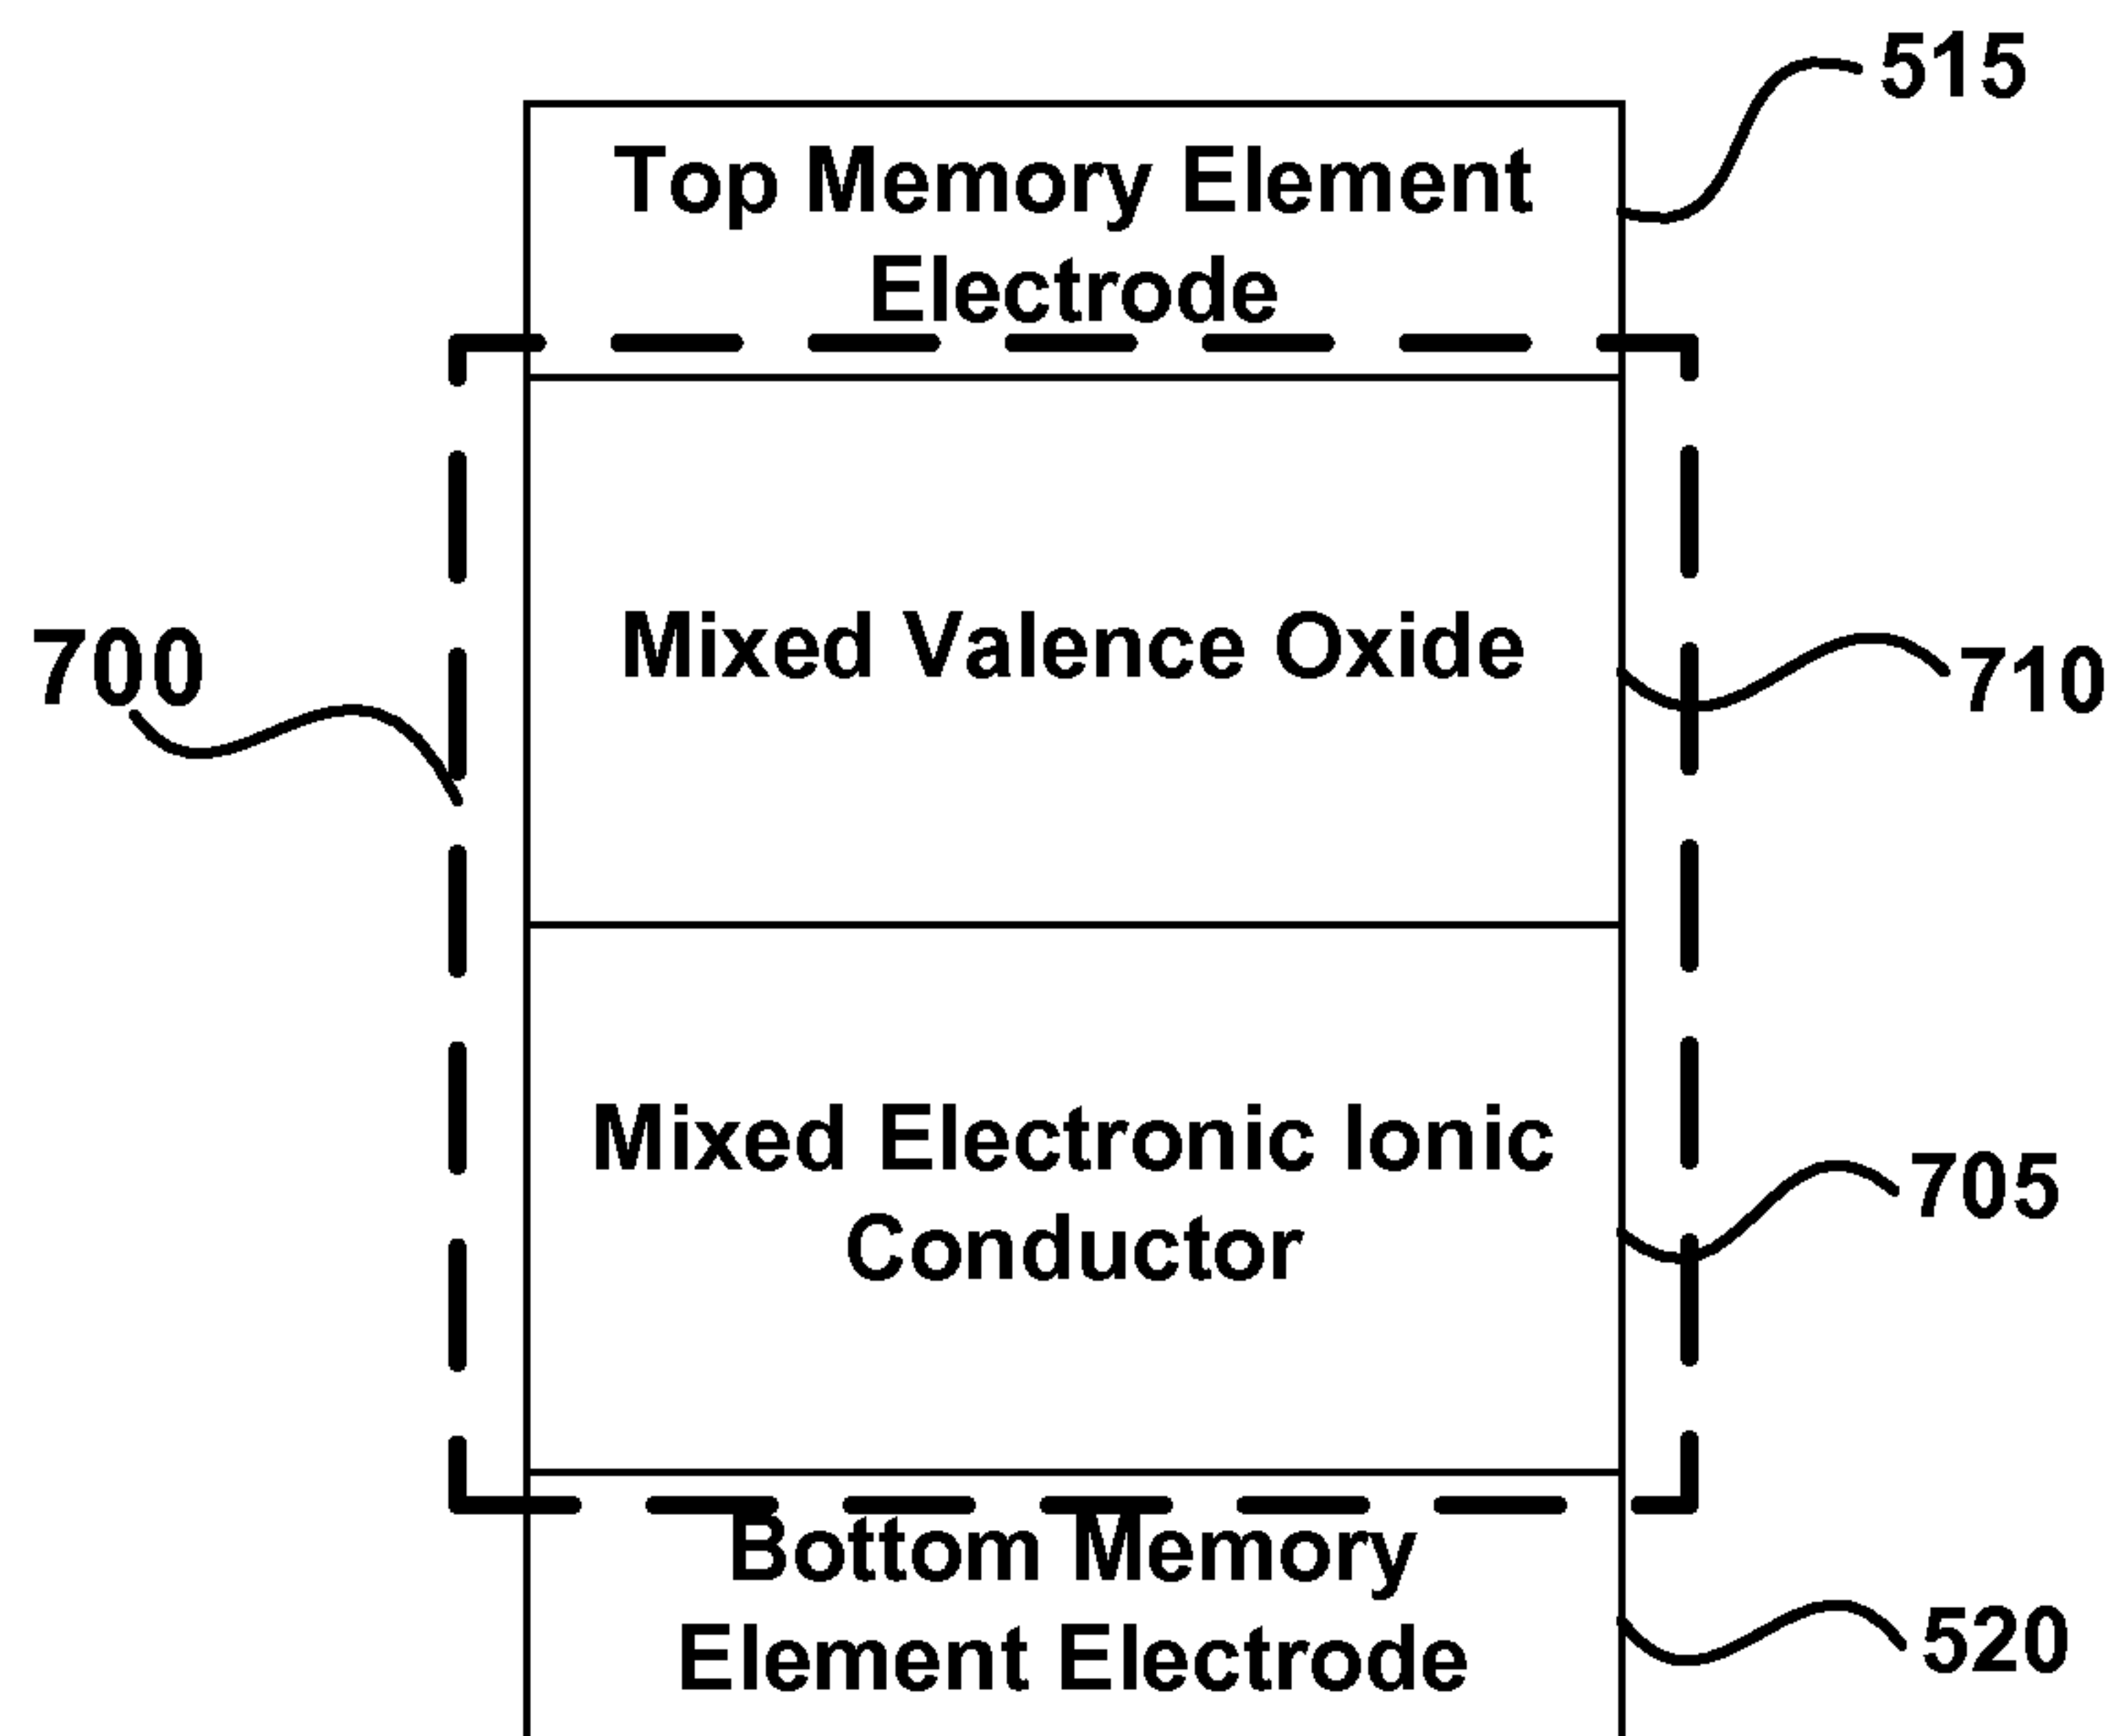 515
Top Memory Element
Electrode
700
Mixed Valence Oxide
710
Mixed Electronic Ionic
Conductor
705
Bottom Memory
Element Electrode
520